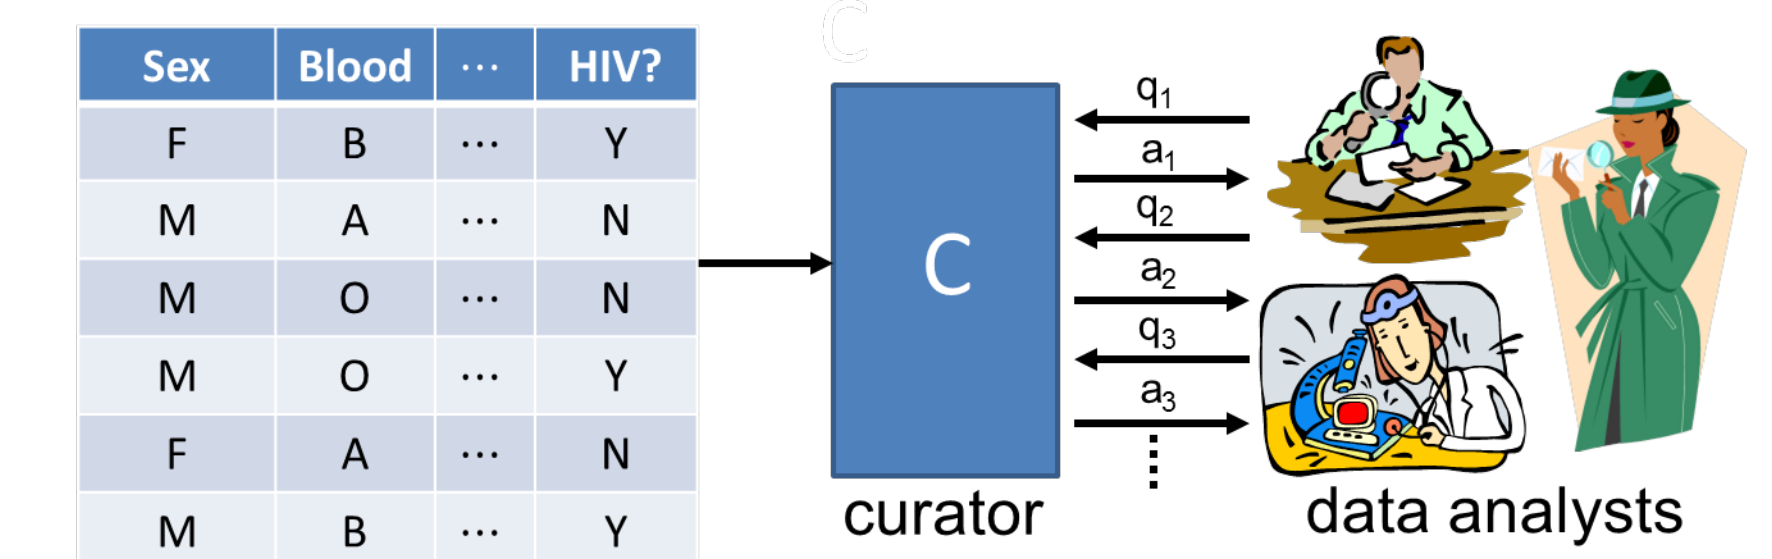 Sex Blood ... HIV?
F B ... Y
M A ... N
M O ... N
M O ... Y
F A ... N
M B ... Y
C
C
curator
q1
a1
q2
a2
q3
a3
data analysts